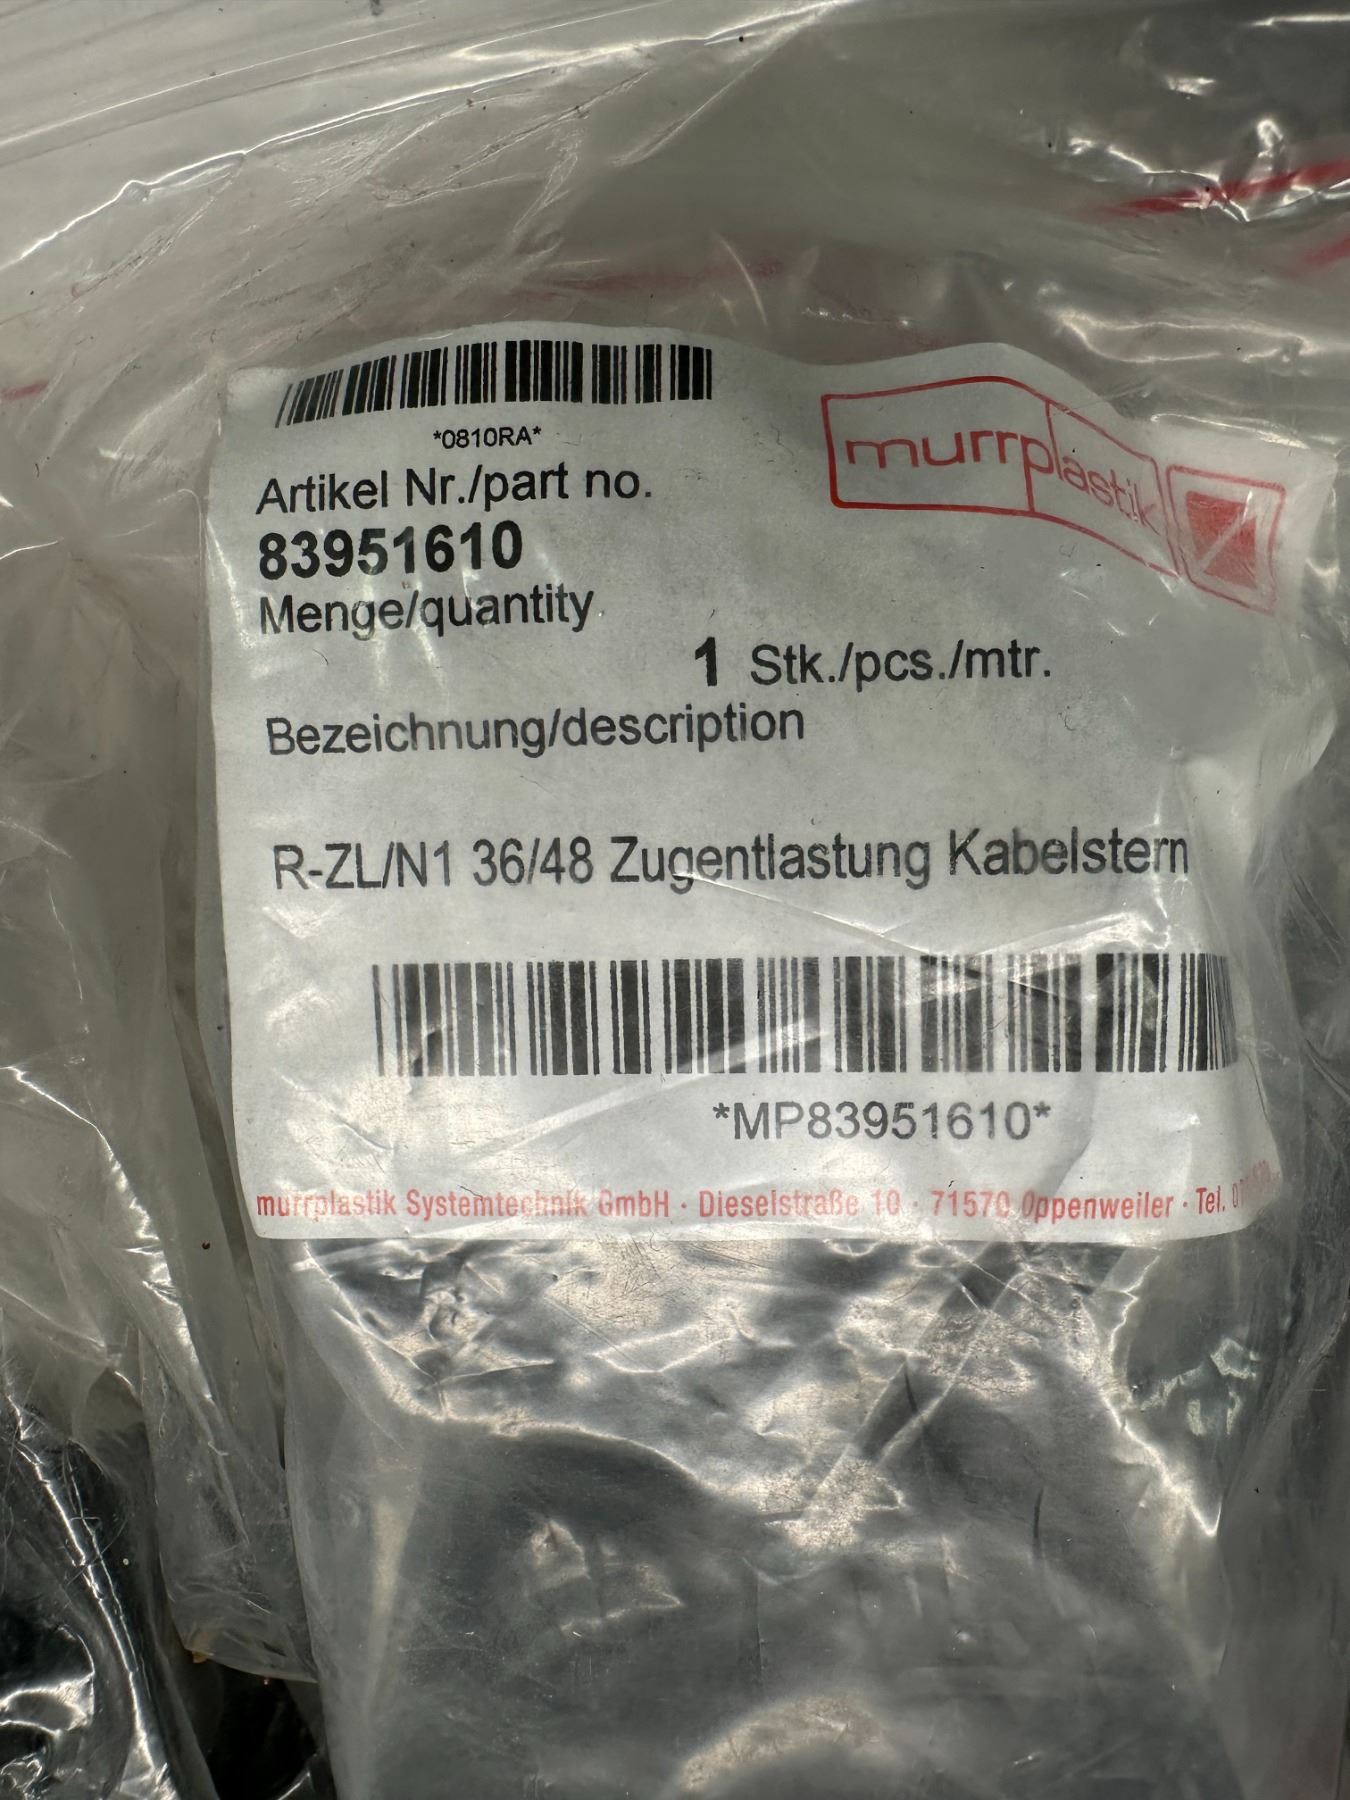 *0810RA*
murrplastik
Artikel Nr./part no.
83951610
Menge/quantity
1 Stk./pcs./mtr.
Bezeichnung/description
R-ZL/N1 36/48 Zugentlastung Kabelstern
*MP83951610*
murrplastik Systemtechnik GmbH · Dieselstraße 10 · 71570 Oppenweiler · Tel.